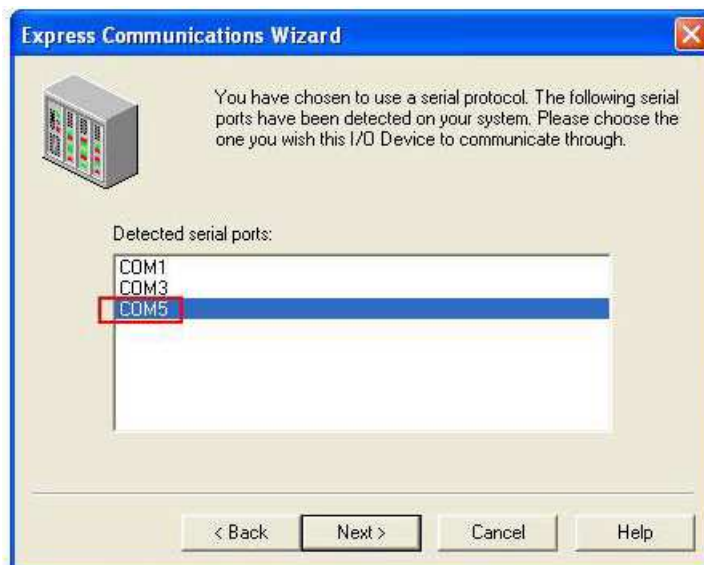 Express Communications Wizard
You have chosen to use a serial protocol. The following serial
ports have been detected on your system. Please choose the
one you wish this I/O Device to communicate through.
Detected serial ports:
COM1
COM3
COM5
< Back Next > Cancel Help